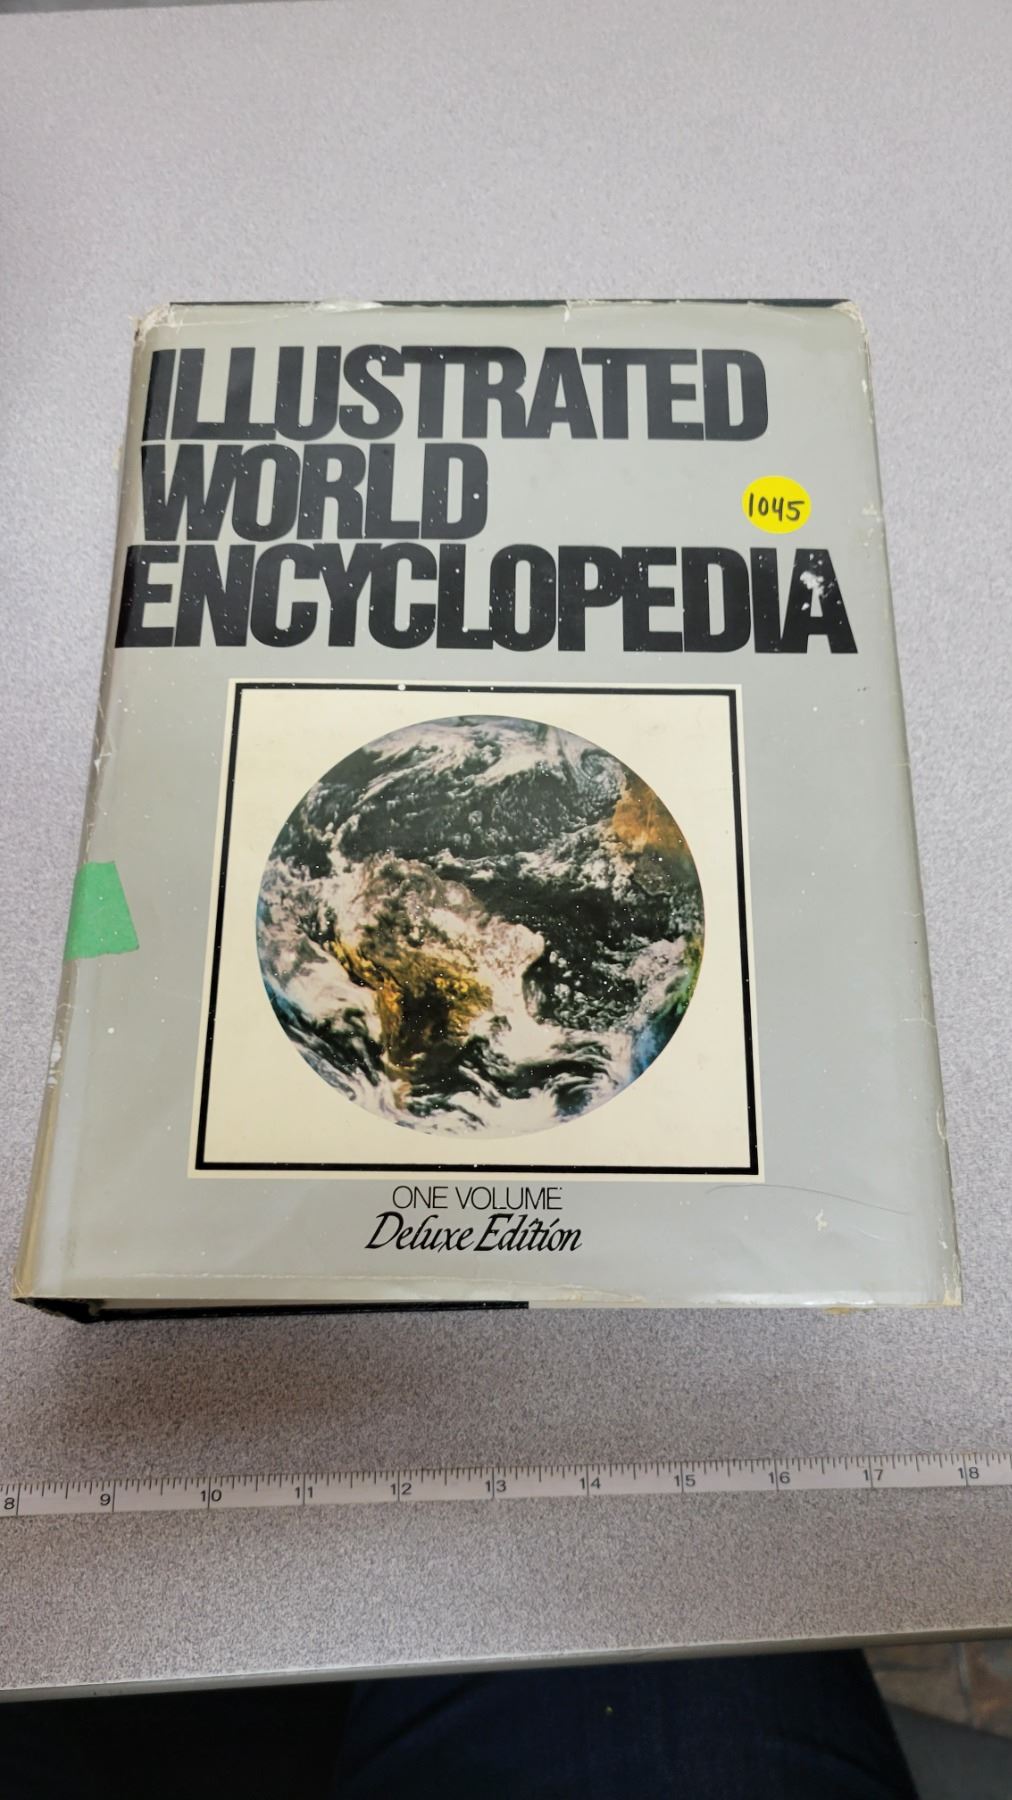 ILLUSTRATED
WORLD
ENCYCLOPEDIA
1045
ONE VOLUME
Deluxe Edition
8 9 10 11 12 13 14 15 16 17 18